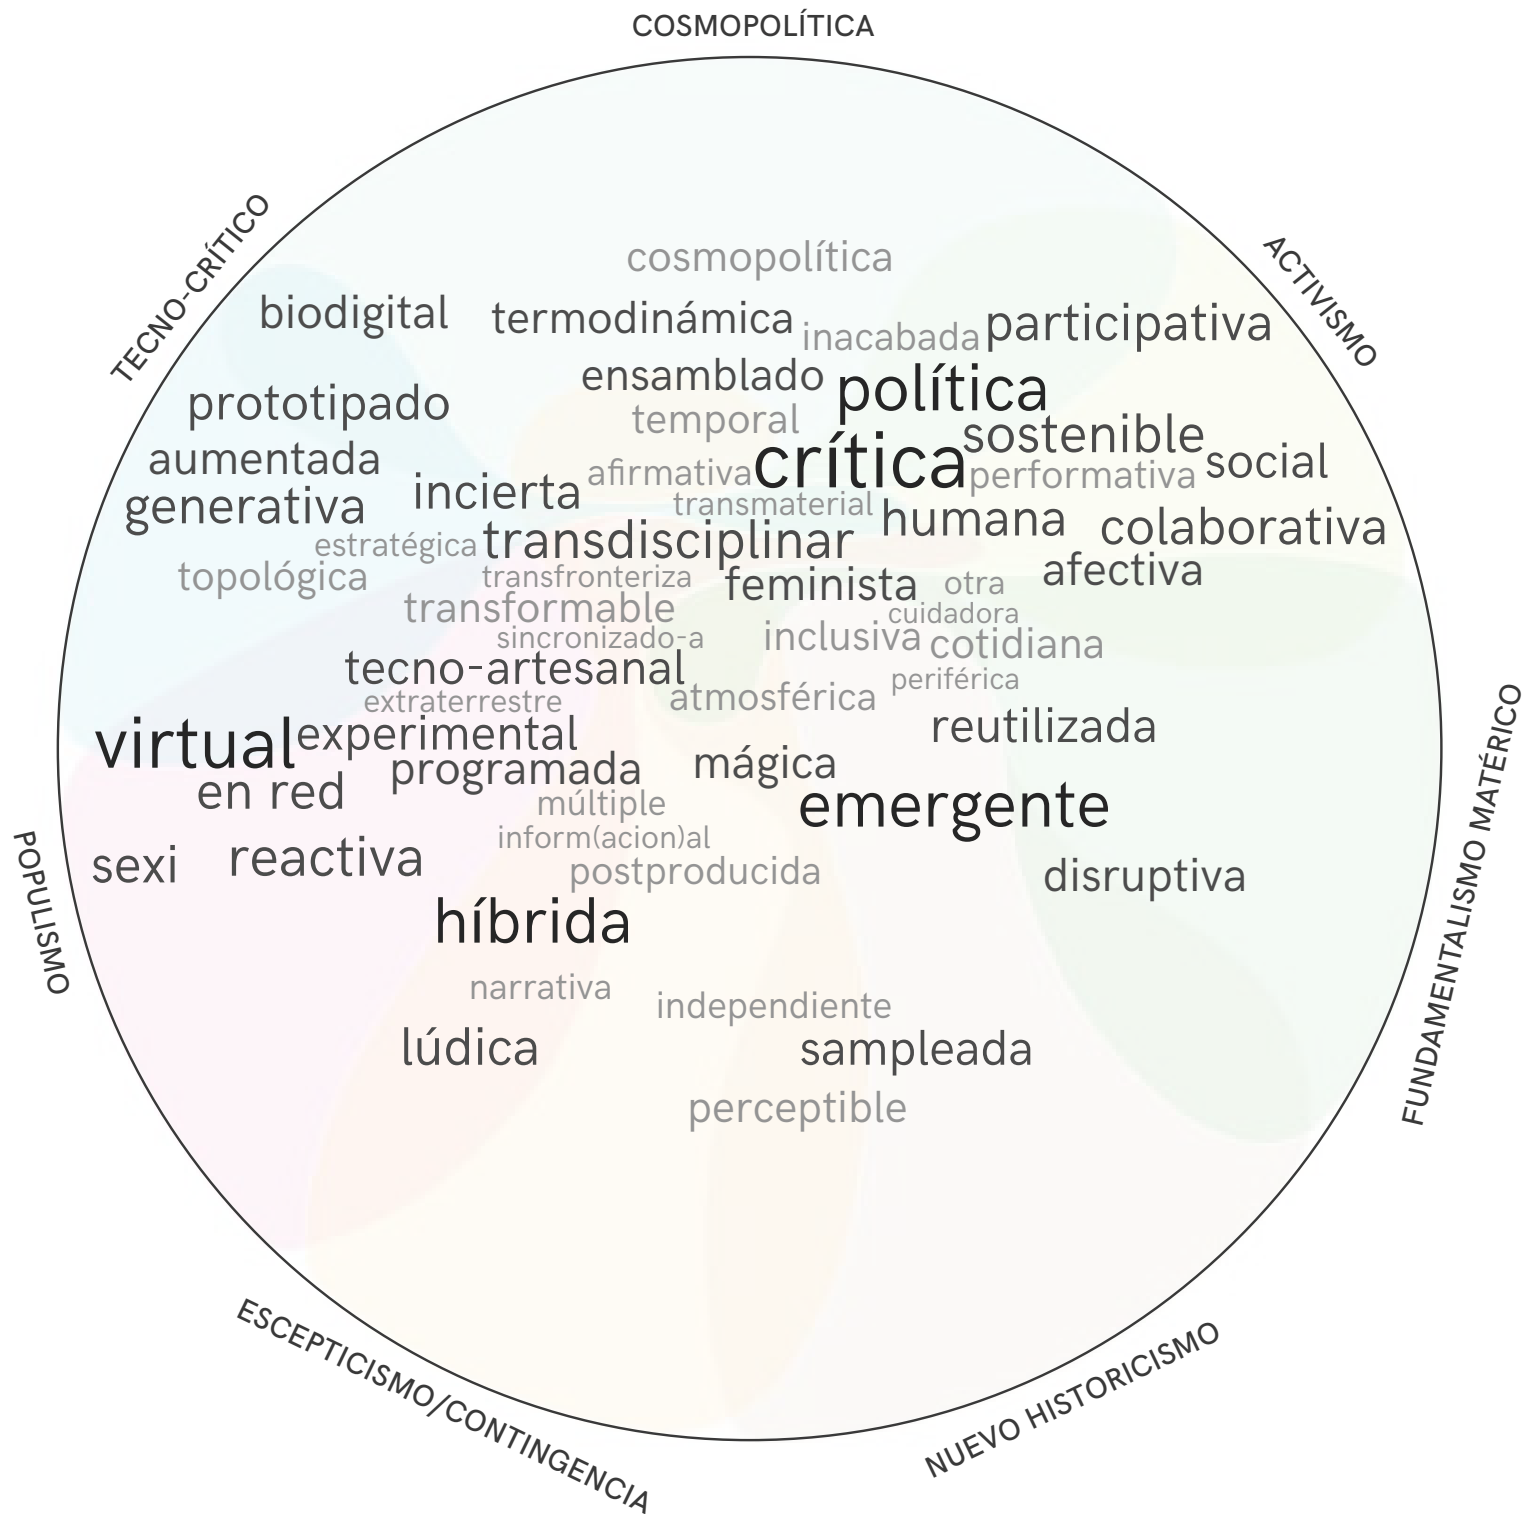 COSMOPOLÍTICA
TECNO-CRÍTICO
ACTIVISMO
cosmopolítica
biodigital
termodinámica
inacabada
participativa
ensamblado
política
prototipado
temporal
sostenible
aumentada
afirmativa
crítica
performativa
social
generativa
incierta
transmaterial
humana
colaborativa
estratégica
transdisciplinar
topológica
transfronteriza
feminista
otra
afectiva
transformable
cuidadora
sincronizado-a
inclusiva
cotidiana
tecno-artesanal
periférica
extraterrestre
atmosférica
virtual
experimental
reutilizada
en red
programada
mágica
múltiple
emergente
inform(acion)al
sexi
reactiva
postproducida
disruptiva
híbrida
narrativa
independiente
lúdica
sampleada
perceptible
POPULISMO
FUNDAMENTALISMO MATÉRICO
ESCEPTICISMO/CONTINGENCIA
NUEVO HISTORICISMO